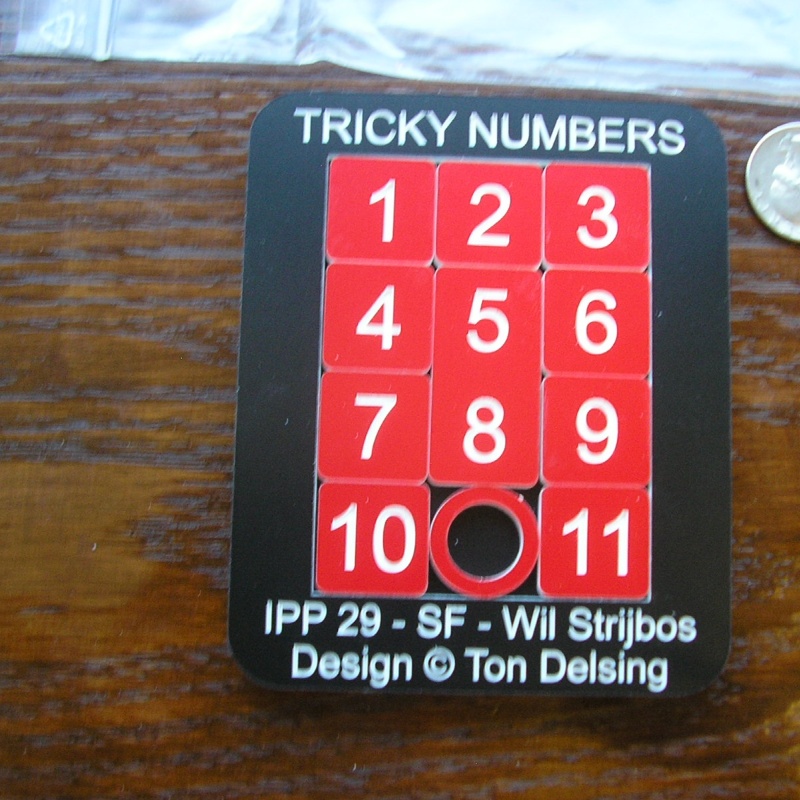 TRICKY NUMBERS
1 2 3
4 5 6
7 8 9
10 11
IPP 29 - SF - Wil Strijbos
Design © Ton Delsing